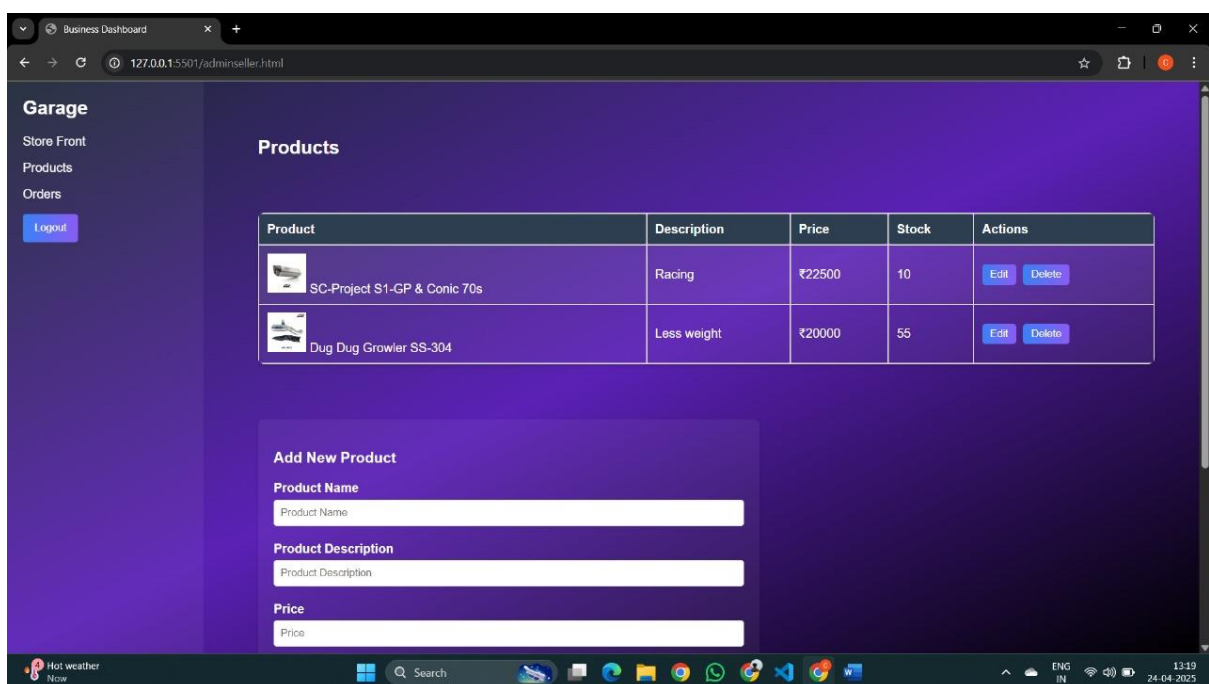 Business Dashboard
127.0.0.1:5501/adminseller.html
Garage
Store Front
Products
Orders
Logout
Products
Product Description Price Stock Actions
SC-Project S1-GP & Conic 70s Racing ₹22500 10 Edit Delete
Dug Dug Growler SS-304 Less weight ₹20000 55 Edit Delete
Add New Product
Product Name
Product Name
Product Description
Product Description
Price
Price
4 Hot weather
Now
Search
ENG
IN
13:19
24-04-2025